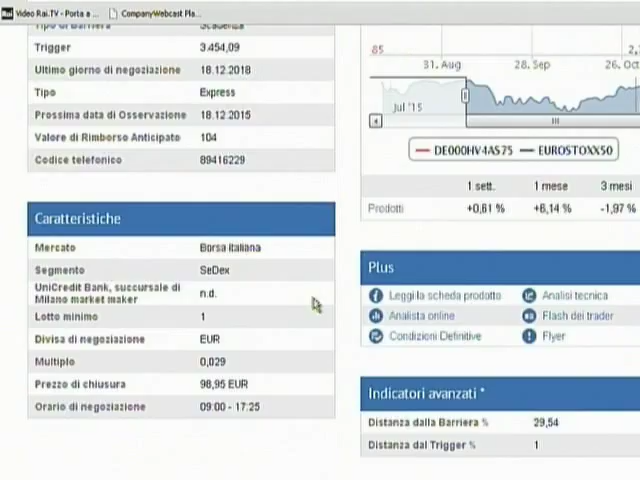 Rai Video Rai.TV - Porta a ... CompanyWebcast Pla...
Tipo di Barriera Scadenza
Trigger 3.454,09
Ultimo giorno di negoziazione 18.12.2018
Tipo Express
Prossima data di Osservazione 18.12.2015
Valore di Rimborso Anticipato 104
Codice telefonico 89416229
Caratteristiche
Mercato Borsa Italiana
Segmento SeDex
UniCredit Bank, succursale di
Milano market maker n.d.
Lotto minimo 1
Divisa di negoziazione EUR
Multiplo 0,029
Prezzo di chiusura 98,95 EUR
Orario di negoziazione 09:00 - 17:25
85
31. Aug 28. Sep 26. Oct
Jul '15
DE000HV4AS75 EUROSTOXX50
1 sett. 1 mese 3 mesi
Prodotti +0,61 % +6,14 % -1,97 %
Plus
Leggi la scheda prodotto Analisi tecnica
Analista online Flash dei trader
Condizioni Definitive Flyer
Indicatori avanzati *
Distanza dalla Barriera % 29,54
Distanza dal Trigger % 1